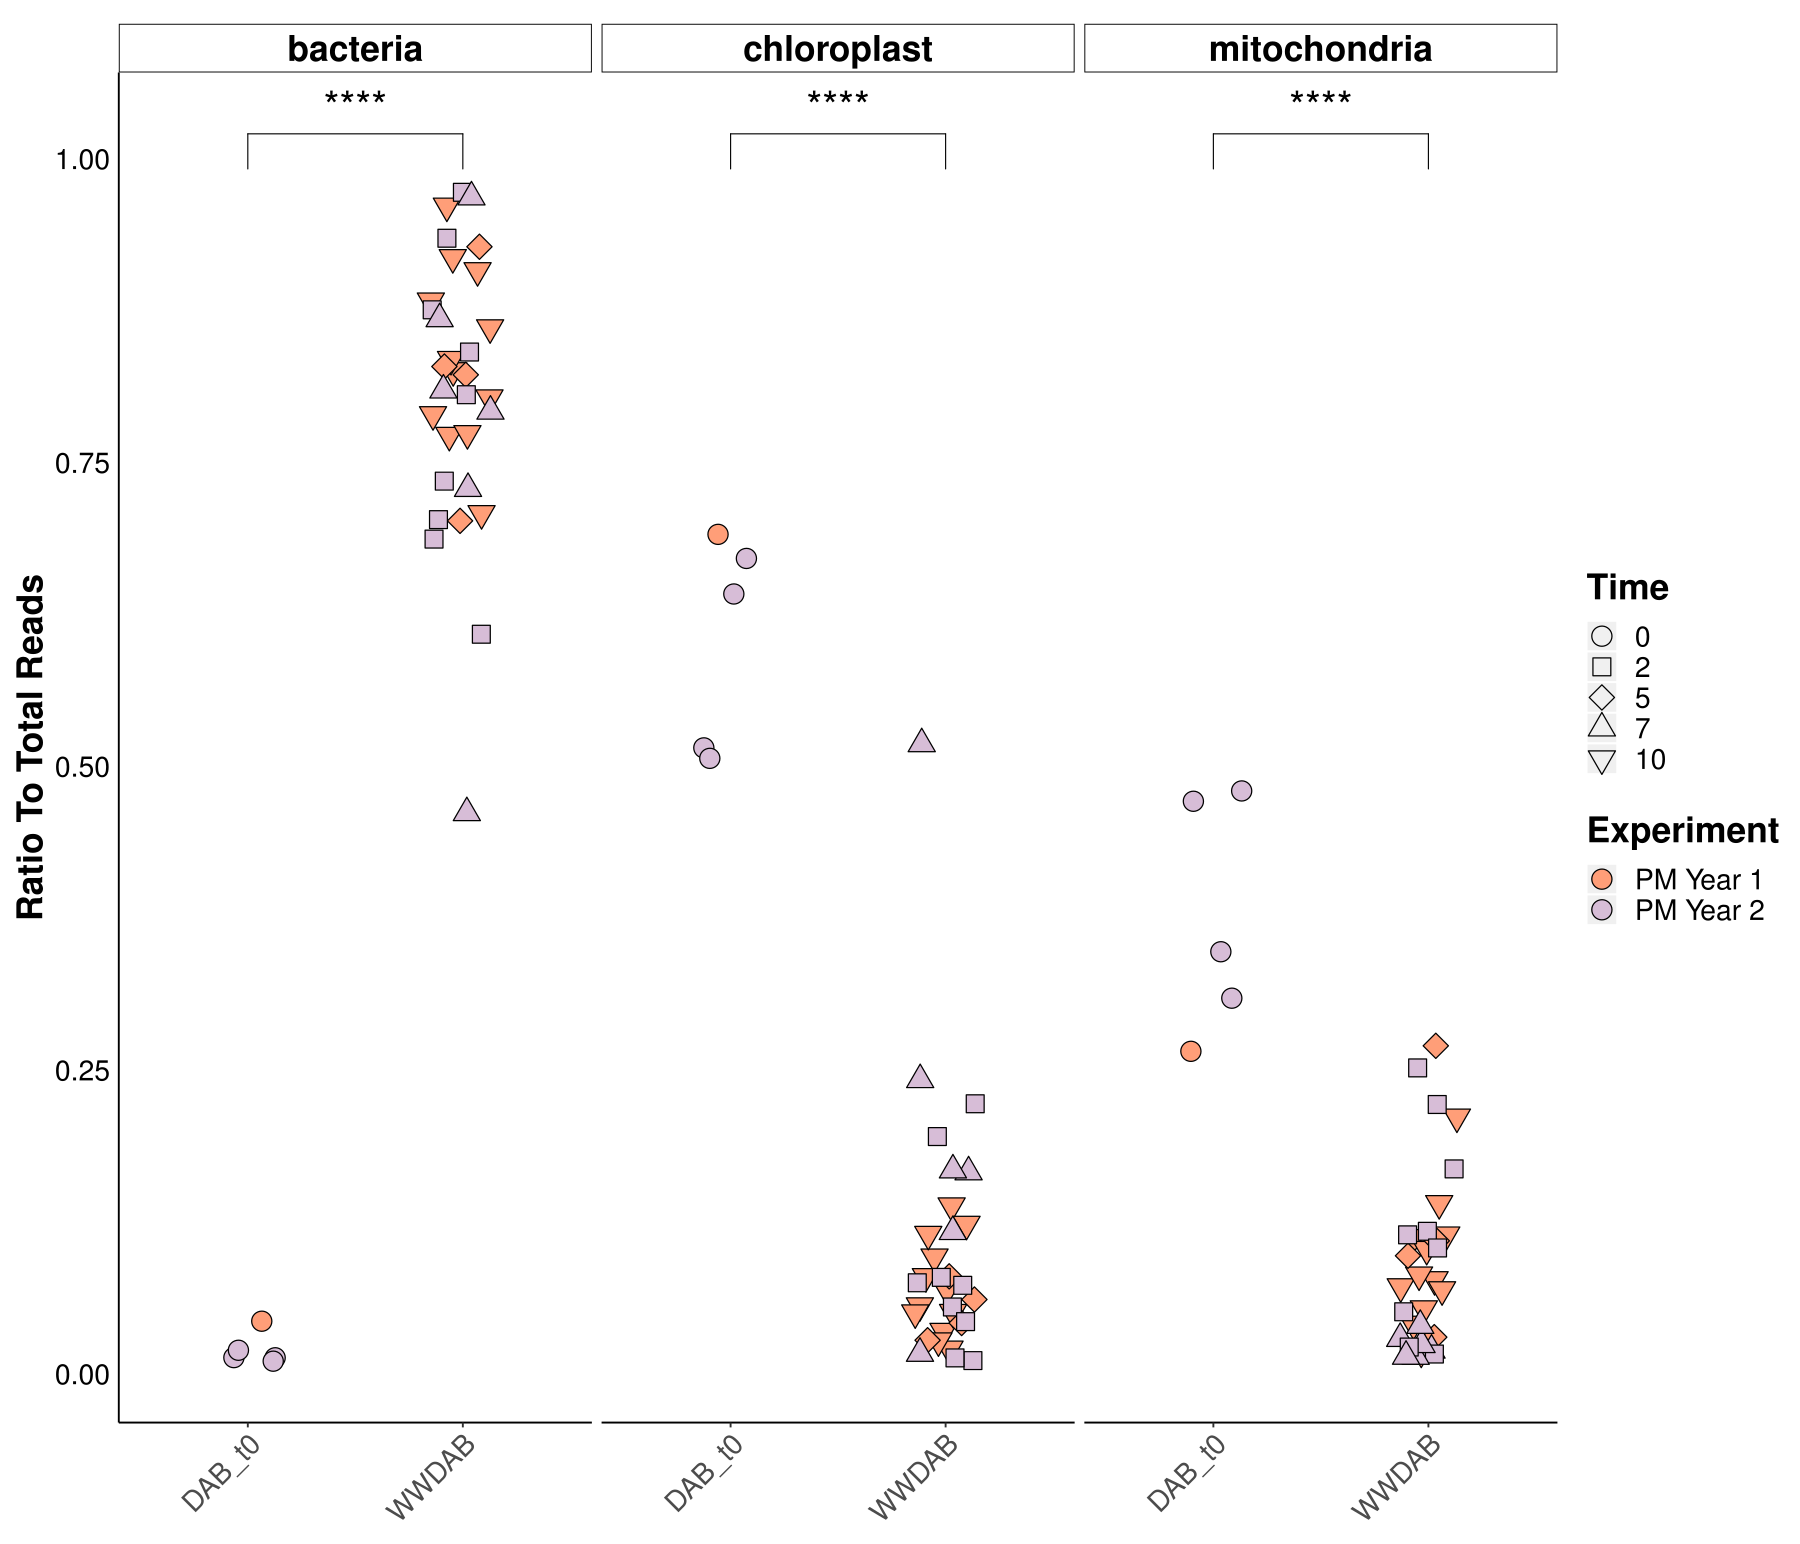 bacteria
chloroplast
mitochondria
****
****
****
1.00
0.75
0.50
0.25
0.00
Ratio To Total Reads
DAB_t0
WWDAB
DAB_t0
WWDAB
DAB_t0
WWDAB
Time
0
2
5
7
10
Experiment
PM Year 1
PM Year 2